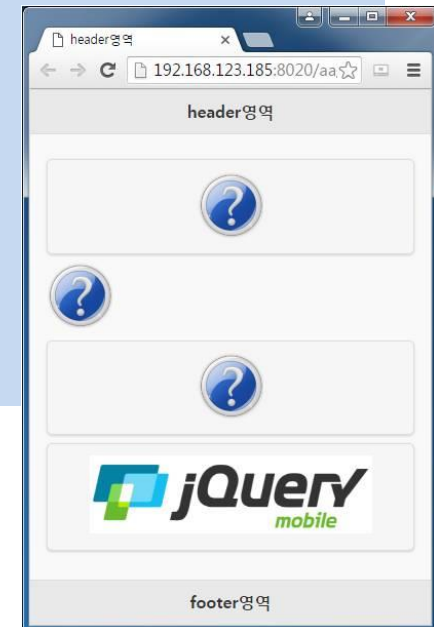 header영역
192.168.123.185:8020/aa
header영역
?
?
?
jQuery
mobile
footer영역